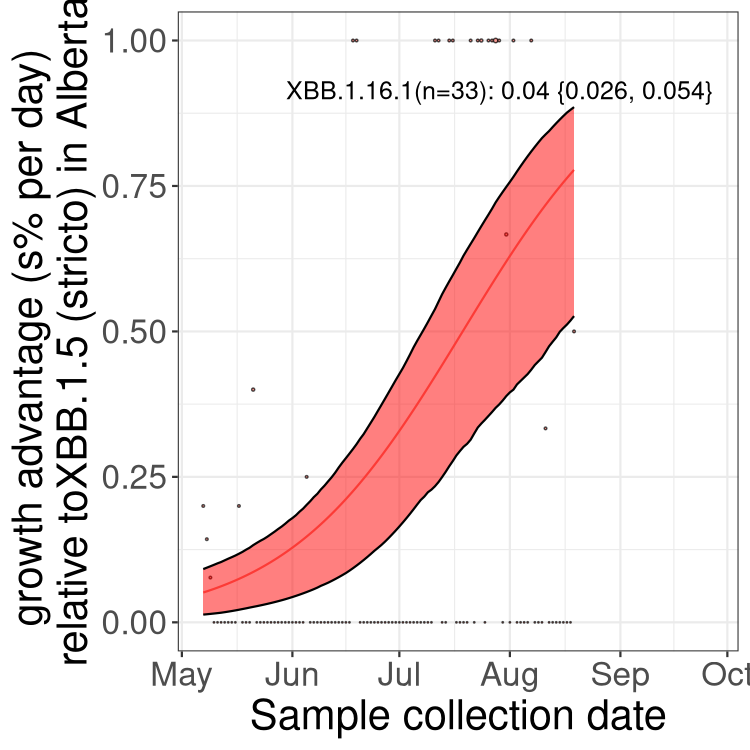 growth advantage (s% per day)
relative toXBB.1.5 (stricto) in Alberta
1.00
0.75
0.50
0.25
0.00
XBB.1.16.1(n=33): 0.04 {0.026, 0.054}
May Jun Jul Aug Sep Oct
Sample collection date